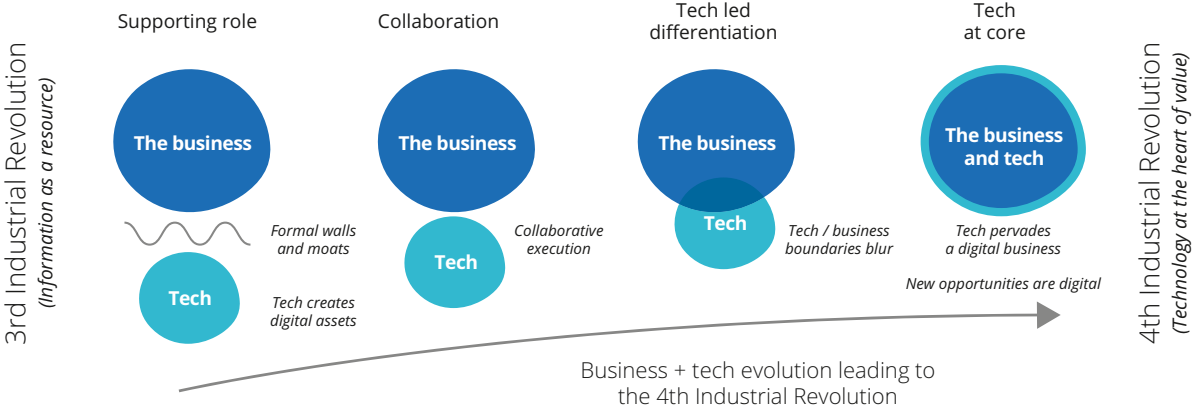 3rd Industrial Revolution
(Information as a resource)
Supporting role
The business
Formal walls
and moats
Tech
Tech creates
digital assets
Collaboration
The business
Tech
Collaborative
execution
Tech led
differentiation
The business
Tech
Tech / business
boundaries blur
Tech
at core
The business
and tech
Tech pervades
a digital business
New opportunities are digital
Business + tech evolution leading to
the 4th Industrial Revolution
4th Industrial Revolution
(Technology at the heart of value)